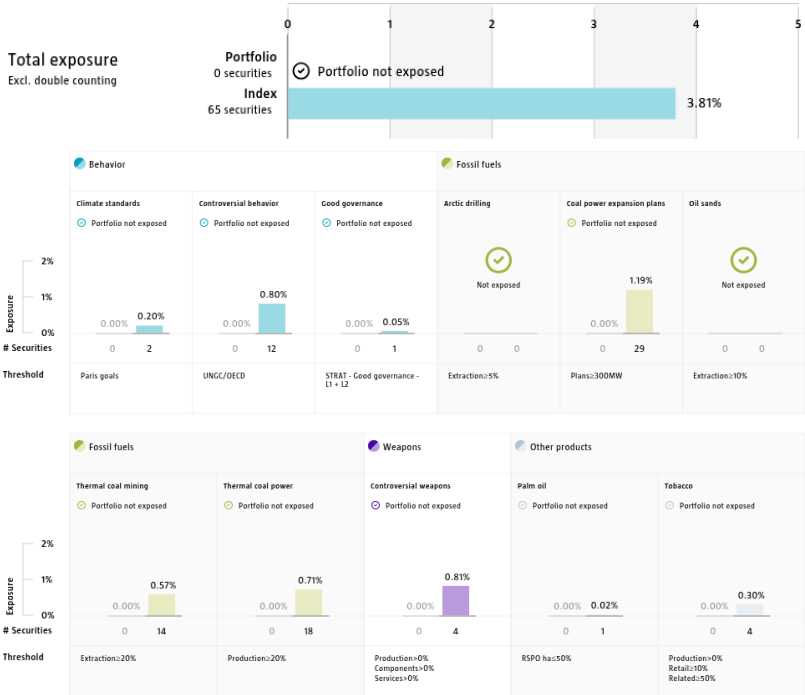 0 1 2 3 4 5
Total exposure
Excl. double counting
Portfolio
0 securities
Portfolio not exposed
Index
65 securities
3.81%
Behavior
Fossil fuels
Climate standards
Controversial behavior
Good governance
Arctic drilling
Coal power expansion plans
Oil sands
Portfolio not exposed
Portfolio not exposed
Portfolio not exposed
Portfolio not exposed
Not exposed
Not exposed
Exposure
2%
1%
0%
0.00% 0.20%
0.00% 0.80%
0.00% 0.05%
0.00% 1.19%
# Securities 0 2 0 12 0 1 0 0 0 29 0 0
Threshold
Paris goals
UNGC/OECD
STRAT - Good governance -
L1 + L2
Extraction≥5%
Plans≥300MW
Extraction≥10%
Fossil fuels
Weapons
Other products
Thermal coal mining
Thermal coal power
Controversial weapons
Palm oil
Tobacco
Portfolio not exposed
Portfolio not exposed
Portfolio not exposed
Portfolio not exposed
Portfolio not exposed
Exposure
2%
1%
0%
0.00% 0.57%
0.00% 0.71%
0.00% 0.81%
0.00% 0.02%
0.00% 0.30%
# Securities 0 14 0 18 0 4 0 1 0 4
Threshold
Extraction≥20%
Production≥20%
Production>0%
Components>0%
Services>0%
RSPO ha≤50%
Production>0%
Retail≥10%
Related≥50%